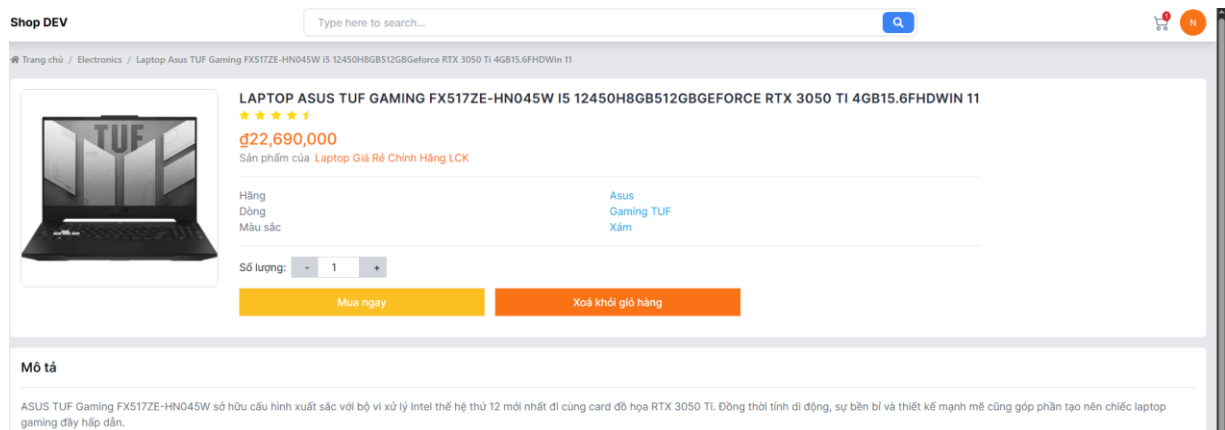 Shop DEV
Type here to search...
1
N
Trang chủ / Electronics / Laptop Asus TUF Gaming FX517ZE-HN045W i5 12450H8GB512GBGeforce RTX 3050 Ti 4GB15.6FHDWin 11
LAPTOP ASUS TUF GAMING FX517ZE-HN045W I5 12450H8GB512GBGEFORCE RTX 3050 TI 4GB15.6FHDWIN 11
₫22,690,000
Sản phẩm của Laptop Giá Rẻ Chính Hãng LCK
Hãng Asus
Dòng Gaming TUF
Màu sắc Xám
Số lượng: - 1 +
Mua ngay Xoá khỏi giỏ hàng
TUF
Mô tả
ASUS TUF Gaming FX517ZE-HN045W sở hữu cấu hình xuất sắc với bộ vi xử lý Intel thế hệ thứ 12 mới nhất đi cùng card đồ họa RTX 3050 Ti. Đồng thời tính di động, sự bền bỉ và thiết kế mạnh mẽ cũng góp phần tạo nên chiếc laptop
gaming đầy hấp dẫn.